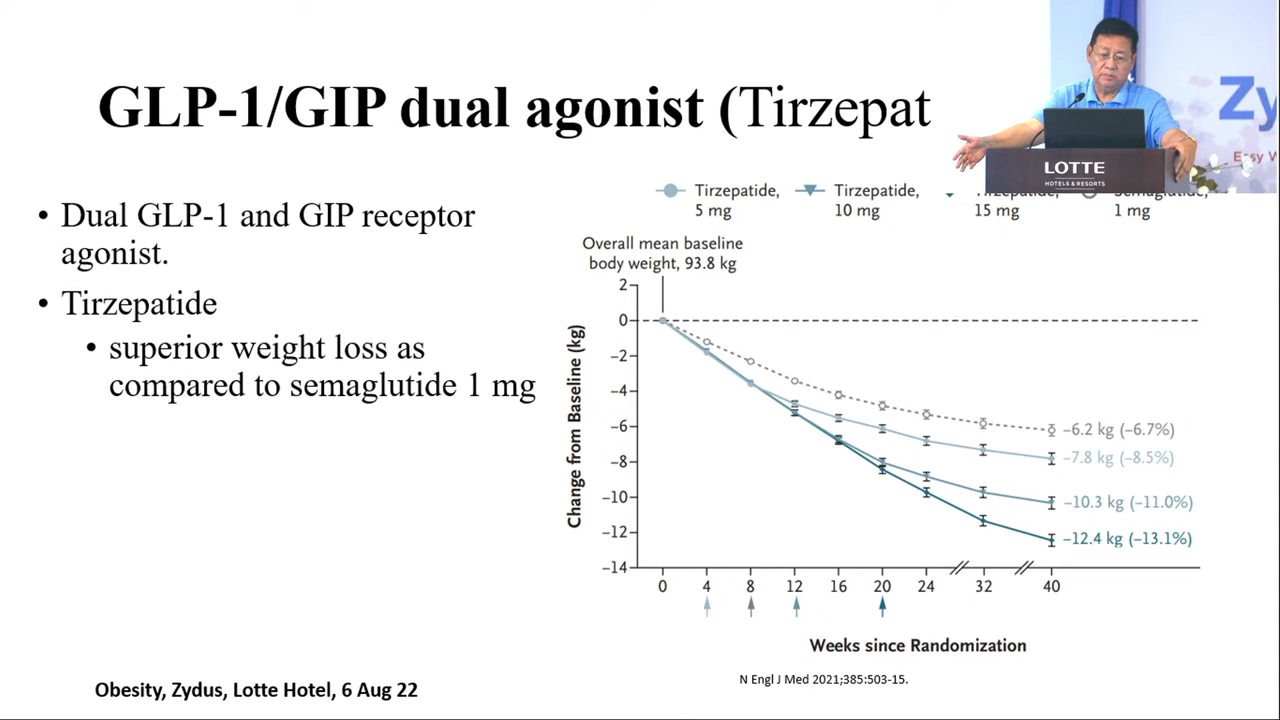 GLP-1/GIP dual agonist (Tirzepat
Zy
Easy W
LOTTE
HOTELS & RESORTS
• Dual GLP-1 and GIP receptor
agonist.
• Tirzepatide
• superior weight loss as
compared to semaglutide 1 mg
Tirzepatide,
5 mg
Tirzepatide,
10 mg
Tirzepatide,
15 mg
Semaglutide,
1 mg
Overall mean baseline
body weight, 93.8 kg
Change from Baseline (kg)
2
0
−2
−4
−6
−8
−10
−12
−14
−6.2 kg (−6.7%)
−7.8 kg (−8.5%)
−10.3 kg (−11.0%)
−12.4 kg (−13.1%)
0 4 8 12 16 20 24 32 40
Weeks since Randomization
N Engl J Med 2021;385:503-15.
Obesity, Zydus, Lotte Hotel, 6 Aug 22